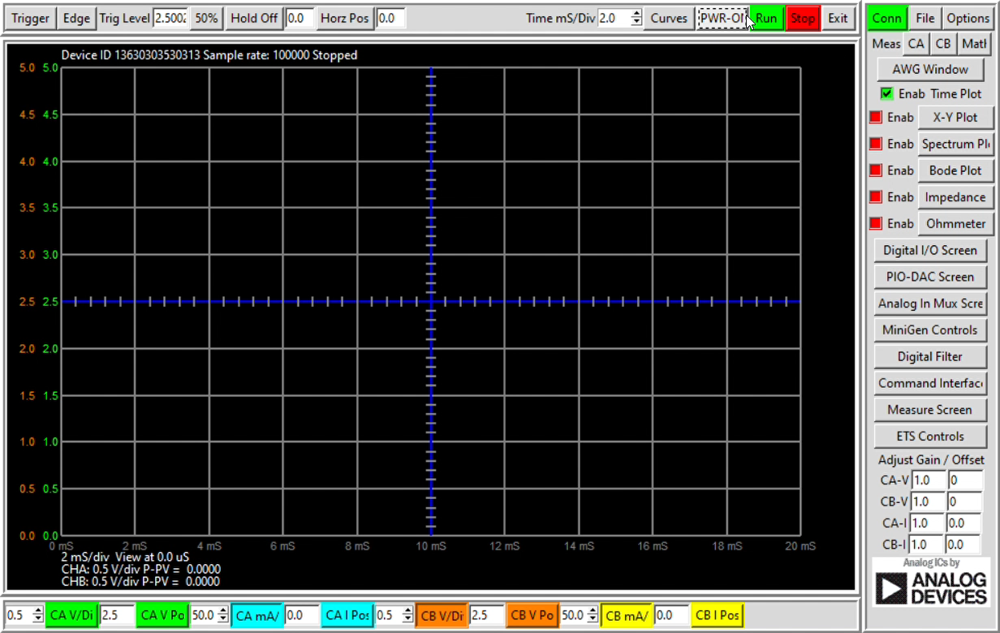 Trigger Edge Trig Level 2.5002 50% Hold Off 0.0 Horz Pos 0.0 Time mS/Div 2.0 Curves PWR-ON Run Stop Exit
Conn File Options
Meas CA CB Math
AWG Window
Enab Time Plot
Enab X-Y Plot
Enab Spectrum Pl
Enab Bode Plot
Enab Impedance
Enab Ohmmeter
Digital I/O Screen
PIO-DAC Screen
Analog In Mux Scre
MiniGen Controls
Digital Filter
Command Interfac
Measure Screen
ETS Controls
Adjust Gain / Offset
CA-V 1.0 0
CB-V 1.0 0
CA-I 1.0 0.0
CB-I 1.0 0.0
Analog ICs by
ANALOG
DEVICES
Device ID 13630303530313 Sample rate: 100000 Stopped
5.0 5.0
4.5 4.5
4.0 4.0
3.5 3.5
3.0 3.0
2.5 2.5
2.0 2.0
1.5 1.5
1.0 1.0
0.5 0.5
0.0 0.0
0 mS 2 mS 4 mS 6 mS 8 mS 10 mS 12 mS 14 mS 16 mS 18 mS 20 mS
2 mS/div View at 0.0 uS
CHA: 0.5 V/div P-PV = 0.0000
CHB: 0.5 V/div P-PV = 0.0000
0.5 CA V/Di 2.5 CA V Po 50.0 CA mA/ 0.0 CA I Pos 0.5 CB V/Di 2.5 CB V Po 50.0 CB mA/ 0.0 CB I Pos